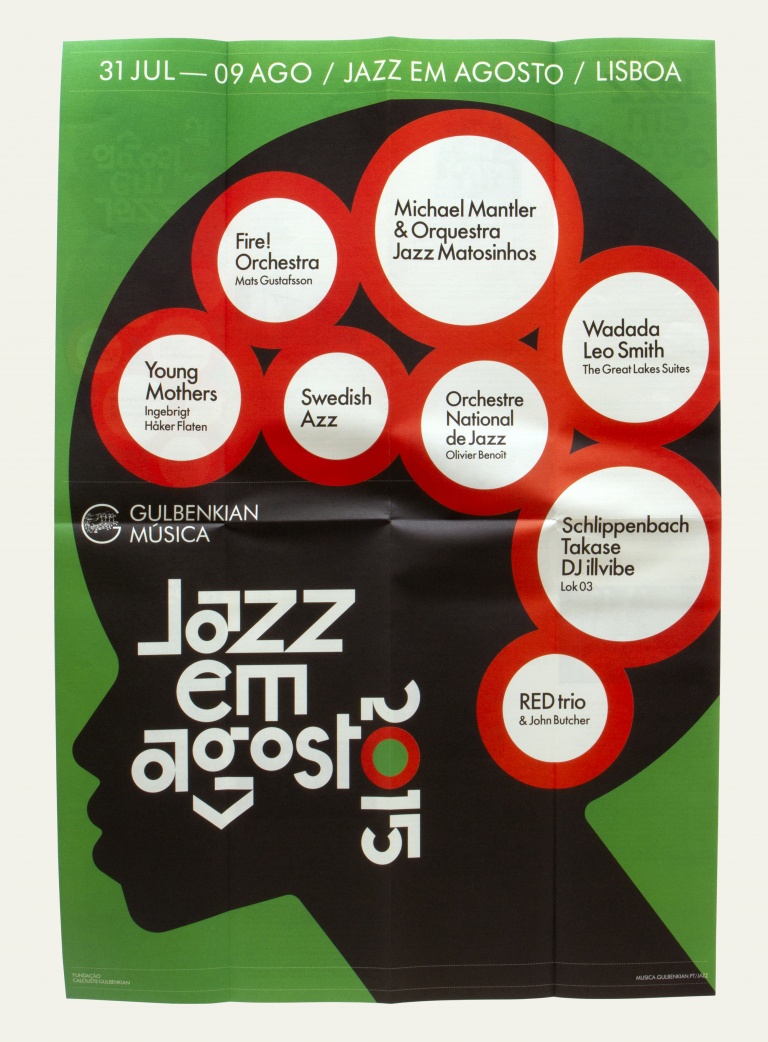 31 JUL — 09 AGO / JAZZ EM AGOSTO / LISBOA
Michael Mantler
& Orquestra
Jazz Matosinhos
Fire!
Orchestra
Mats Gustafsson
Wadada
Leo Smith
The Great Lakes Suites
Young
Mothers
Ingebrigt
Håker Flaten
Swedish
Azz
Orchestre
National
de Jazz
Olivier Benoît
GULBENKIAN
MÚSICA
Schlippenbach
Takase
DJ illvibe
Lok 03
Jazz
em
agosto
2015
RED trio
& John Butcher
FUNDAÇÃO
CALOUSTE GULBENKIAN
MUSICA.GULBENKIAN.PT/JAZZ